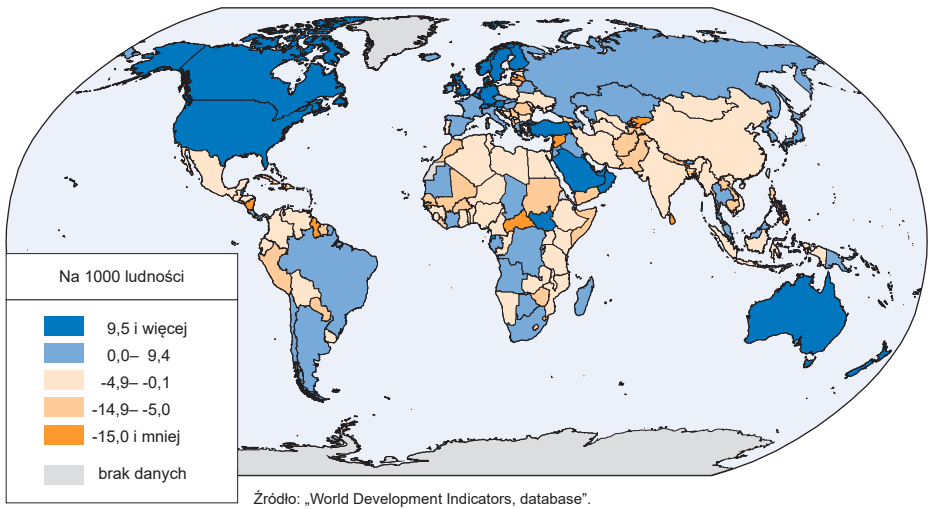 Na 1000 ludności
9,5 i więcej
0,0– 9,4
-4,9– -0,1
-14,9– -5,0
-15,0 i mniej
brak danych
Źródło: „World Development Indicators, database”.